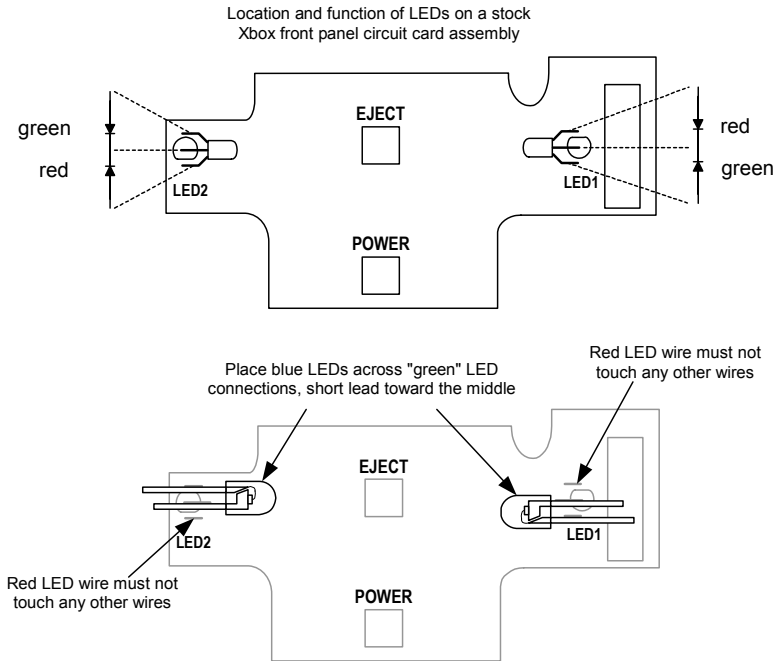 Location and function of LEDs on a stock
Xbox front panel circuit card assembly
green
red
EJECT
LED2
LED1
red
green
POWER
Place blue LEDs across "green" LED
connections, short lead toward the middle
Red LED wire must not
touch any other wires
EJECT
LED2
LED1
Red LED wire must not
touch any other wires
POWER